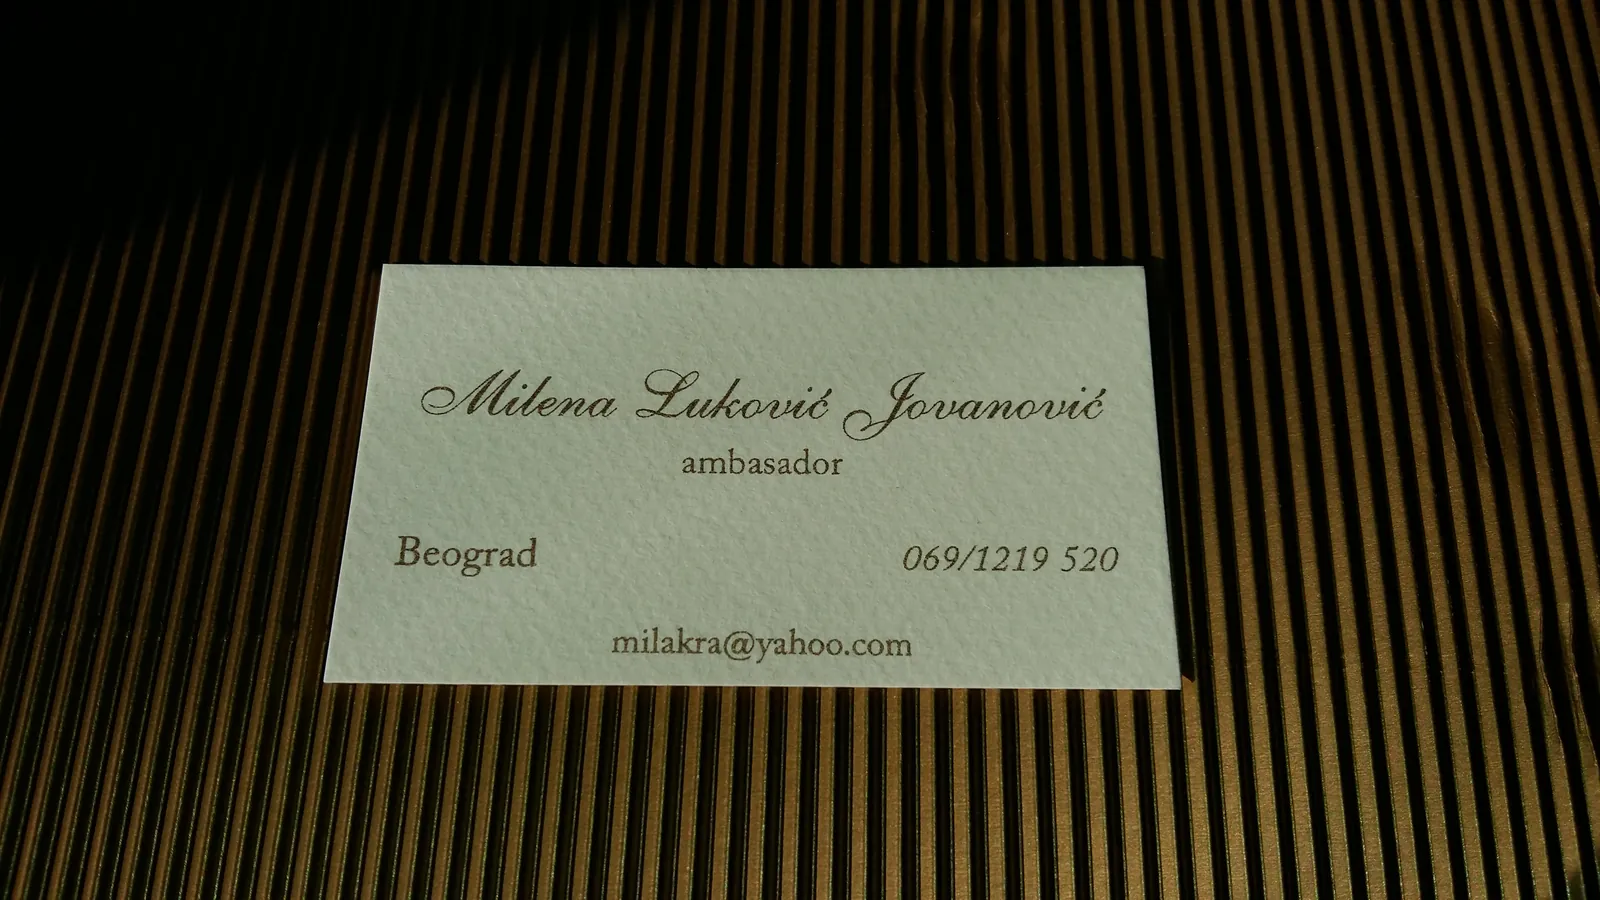 Milena Luković Jovanović
ambasador
Beograd 069/1219 520
milakra@yahoo.com